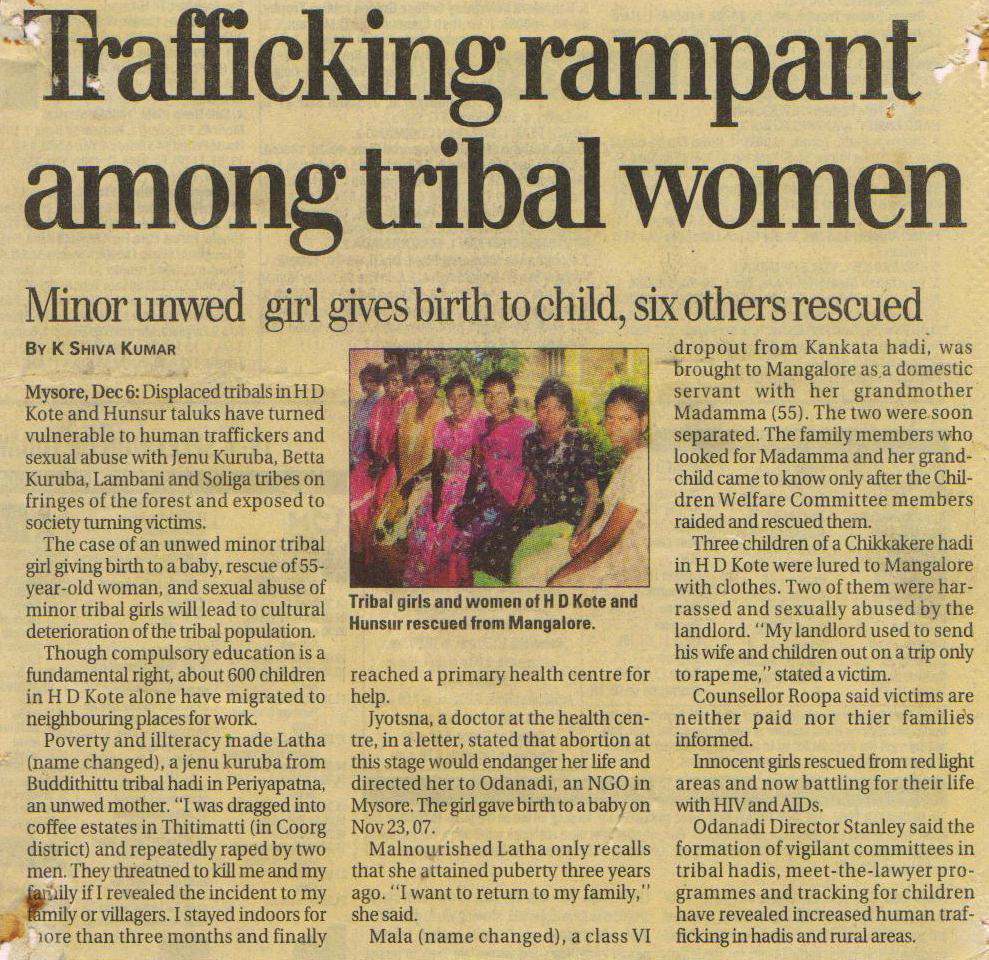 Trafficking rampant
among tribal women
Minor unwed girl gives birth to child, six others rescued
BY K SHIVA KUMAR
Mysore, Dec 6: Displaced tribals in H D
Kote and Hunsur taluks have turned
vulnerable to human traffickers and
sexual abuse with Jenu Kuruba, Betta
Kuruba, Lambani and Soliga tribes on
fringes of the forest and exposed to
society turning victims.
The case of an unwed minor tribal
girl giving birth to a baby, rescue of 55-
year-old woman, and sexual abuse of
minor tribal girls will lead to cultural
deterioration of the tribal population.
Though compulsory education is a
fundamental right, about 600 children
in H D Kote alone have migrated to
neighbouring places for work.
Poverty and illteracy made Latha
(name changed), a jenu kuruba from
Buddithittu tribal hadi in Periyapatna,
an unwed mother. “I was dragged into
coffee estates in Thitimatti (in Coorg
district) and repeatedly raped by two
men. They threatned to kill me and my
family if I revealed the incident to my
family or villagers. I stayed indoors for
more than three months and finally
Tribal girls and women of H D Kote and
Hunsur rescued from Mangalore.
reached a primary health centre for
help.
Jyotsna, a doctor at the health cen-
tre, in a letter, stated that abortion at
this stage would endanger her life and
directed her to Odanadi, an NGO in
Mysore. The girl gave birth to a baby on
Nov 23, 07.
Malnourished Latha only recalls
that she attained puberty three years
ago. “I want to return to my family,”
she said.
Mala (name changed), a class VI
dropout from Kankata hadi, was
brought to Mangalore as a domestic
servant with her grandmother
Madamma (55). The two were soon
separated. The family members who
looked for Madamma and her grand-
child came to know only after the Chil-
dren Welfare Committee members
raided and rescued them.
Three children of a Chikkakere hadi
in H D Kote were lured to Mangalore
with clothes. Two of them were har-
rassed and sexually abused by the
landlord. “My landlord used to send
his wife and children out on a trip only
to rape me,” stated a victim.
Counsellor Roopa said victims are
neither paid nor thier families
informed.
Innocent girls rescued from red light
areas and now battling for their life
with HIV and AIDs.
Odanadi Director Stanley said the
formation of vigilant committees in
tribal hadis, meet-the-lawyer pro-
grammes and tracking for children
have revealed increased human traf-
ficking in hadis and rural areas.